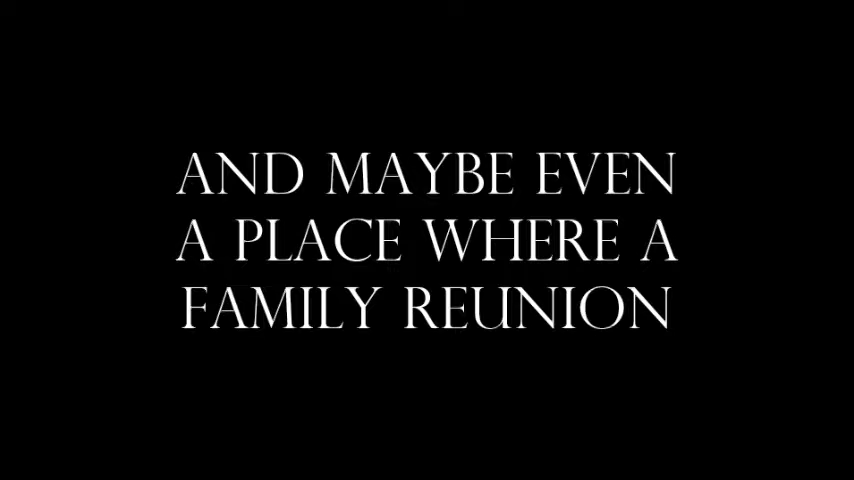 AND MAYBE EVEN
A PLACE WHERE A
FAMILY REUNION